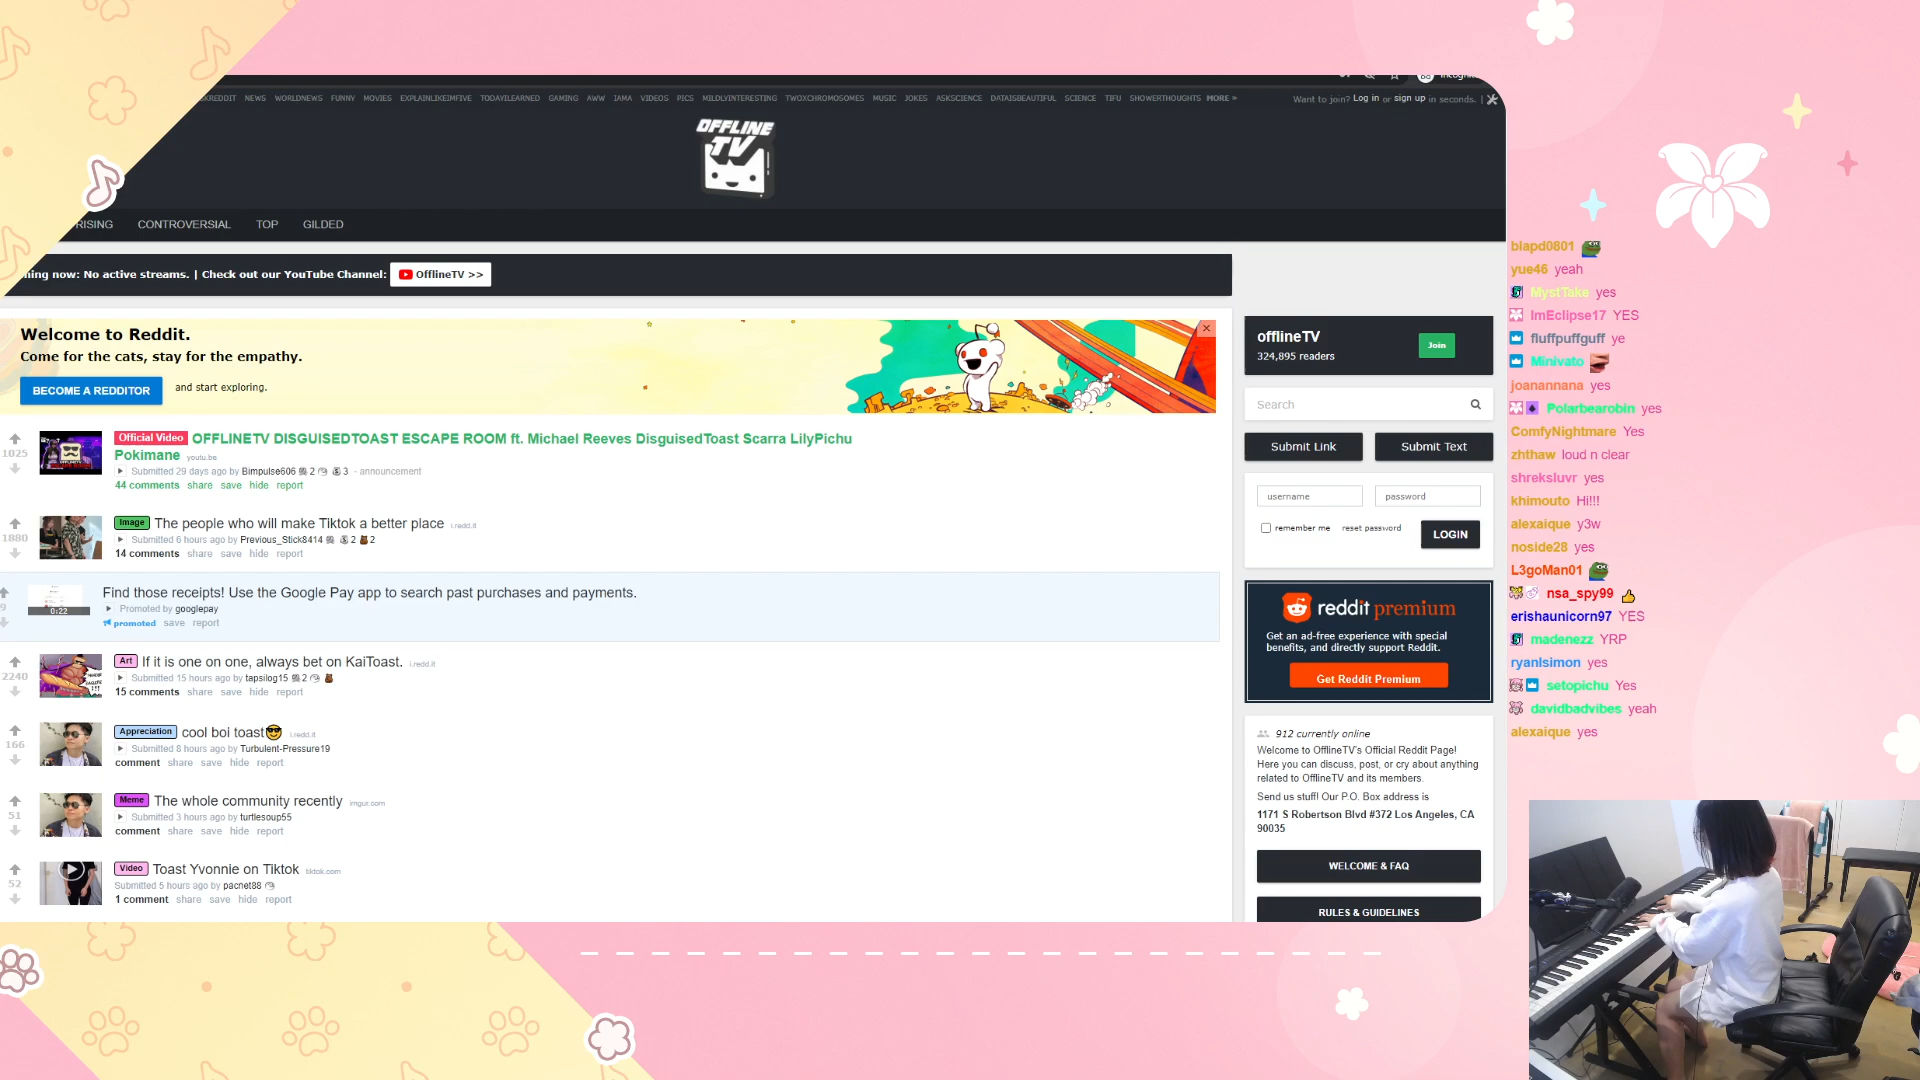 KREDDIT NEWS WORLDNEWS FUNNY MOVIES EXPLAINLIKEIMFIVE TODAYILEARNED GAMING AWW IAMA VIDEOS PICS MILDLYINTERESTING TWOXCHROMOSOMES MUSIC JOKES ASKSCIENCE DATAISBEAUTIFUL SCIENCE TIFU SHOWERTHOUGHTS MORE »
Want to join? Log in or sign up in seconds. |
OFFLINE
TV
RISING CONTROVERSIAL TOP GILDED
ing now: No active streams. | Check out our YouTube Channel: OfflineTV >>
Welcome to Reddit.
Come for the cats, stay for the empathy.
BECOME A REDDITOR and start exploring.
1025
Official Video OFFLINETV DISGUISEDTOAST ESCAPE ROOM ft. Michael Reeves DisguisedToast Scarra LilyPichu
Pokimane youtu.be
Submitted 29 days ago by Bimpulse606 2 3 - announcement
44 comments share save hide report
1880
Image The people who will make Tiktok a better place i.redd.it
Submitted 6 hours ago by Previous_Stick8414 2 2
14 comments share save hide report
9
0:22
Find those receipts! Use the Google Pay app to search past purchases and payments.
Promoted by googlepay
promoted save report
2240
Art If it is one on one, always bet on KaiToast. i.redd.it
Submitted 15 hours ago by tapsilog15 2
15 comments share save hide report
166
Appreciation cool boi toast😎 i.redd.it
Submitted 8 hours ago by Turbulent-Pressure19
comment share save hide report
51
Meme The whole community recently imgur.com
Submitted 3 hours ago by turtlesoup55
comment share save hide report
52
Video Toast Yvonnie on Tiktok tiktok.com
Submitted 5 hours ago by pacnet88
1 comment share save hide report
offlineTV
324,895 readers
Join
Search
Submit Link Submit Text
username password
remember me reset password LOGIN
reddit premium
Get an ad-free experience with special
benefits, and directly support Reddit.
Get Reddit Premium
912 currently online
Welcome to OfflineTV's Official Reddit Page!
Here you can discuss, post, or cry about anything
related to OfflineTV and its members.
Send us stuff! Our P.O. Box address is
1171 S Robertson Blvd #372 Los Angeles, CA
90035
WELCOME & FAQ
RULES & GUIDELINES
blapd0801
yue46 yeah
MystTake yes
ImEclipse17 YES
fluffpuffguff ye
Minivato
joanannana yes
Polarbearobin yes
ComfyNightmare Yes
zhthaw loud n clear
shreksluvr yes
khimouto Hi!!!
alexaique y3w
noside28 yes
L3goMan01
nsa_spy99
erishaunicorn97 YES
madenezz YRP
ryanlsimon yes
setopichu Yes
davidbadvibes yeah
alexaique yes